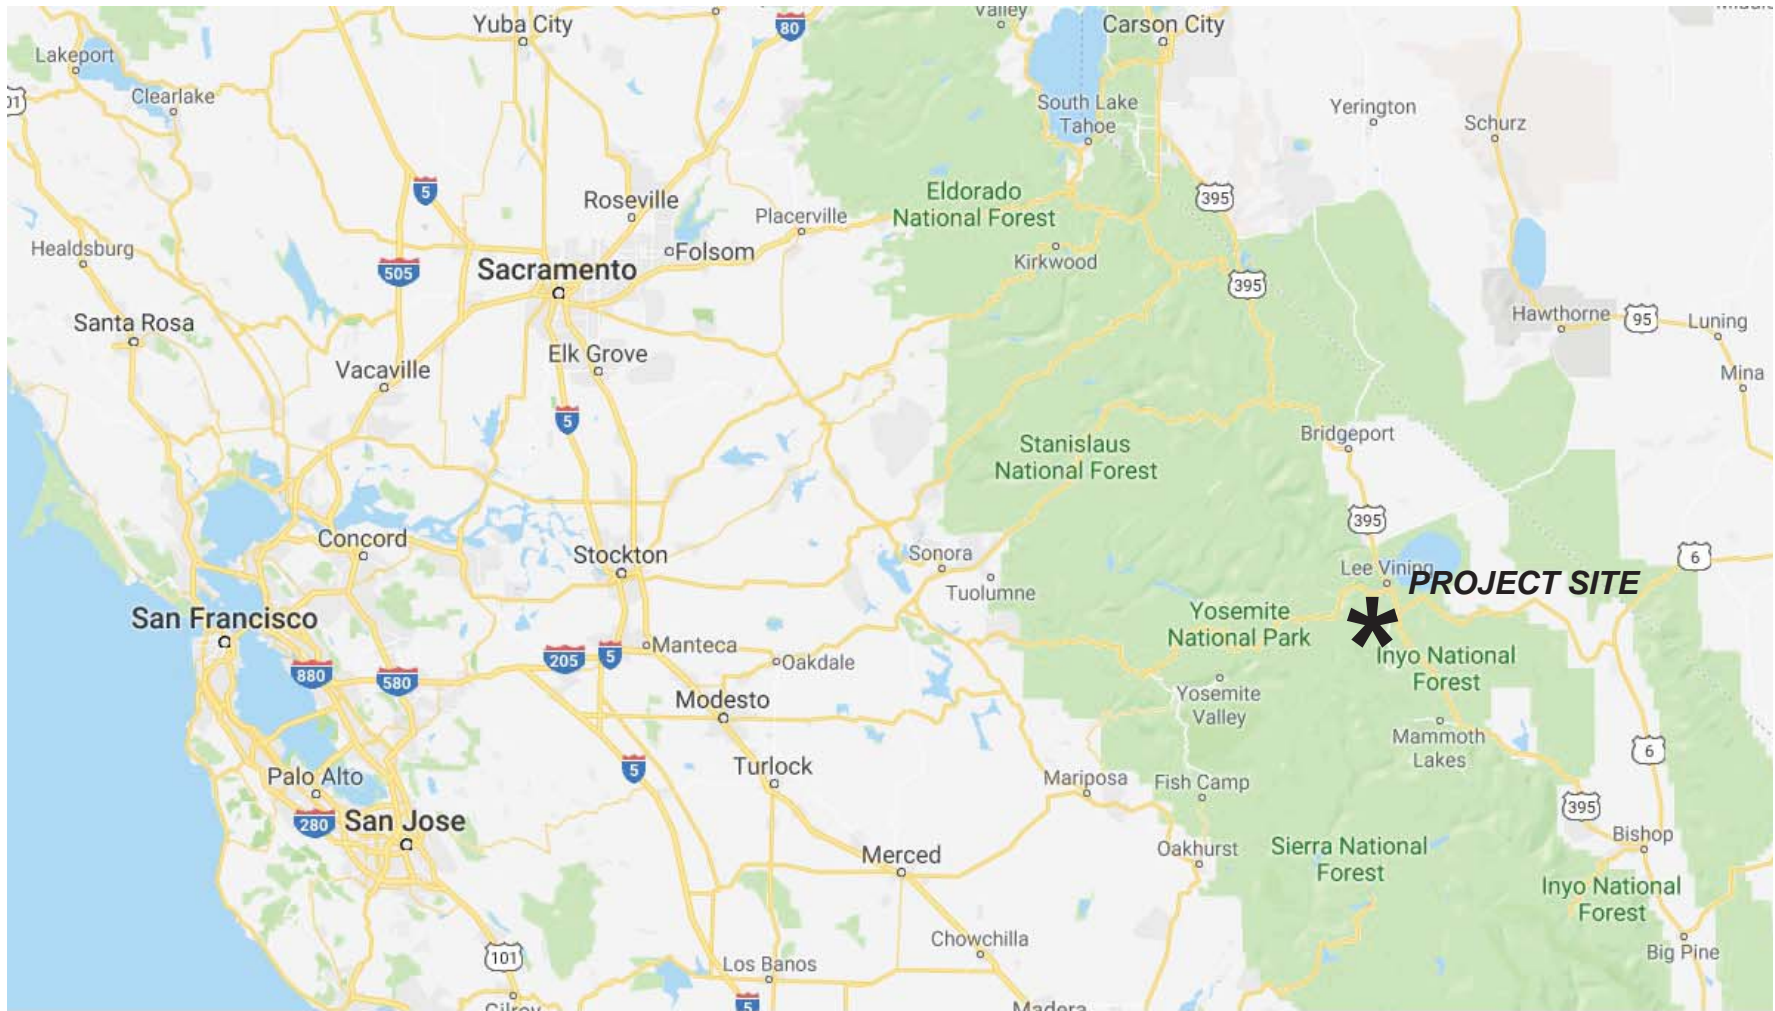 Yuba City
80
Valley
Carson City
Lakeport
Clearlake
01
South Lake
Tahoe
Yerington
Schurz
5
395
Roseville
Eldorado
National Forest
Placerville
Healdsburg
Folsom
Kirkwood
505
Sacramento
395
Santa Rosa
Hawthorne
95
Luning
Elk Grove
Vacaville
Mina
5
Bridgeport
Stanislaus
National Forest
395
Concord
Stockton
Sonora
6
Lee Vining
PROJECT SITE
Tuolumne
*
San Francisco
Yosemite
National Park
Manteca
205
5
Oakdale
Inyo National
Forest
880
580
Modesto
Yosemite
Valley
Mammoth
Lakes
6
5
Turlock
Palo Alto
Mariposa
Fish Camp
395
280
San Jose
Bishop
Merced
Oakhurst
Sierra National
Forest
Inyo National
Forest
101
Chowchilla
Los Banos
Big Pine
5
Gilroy
Madera